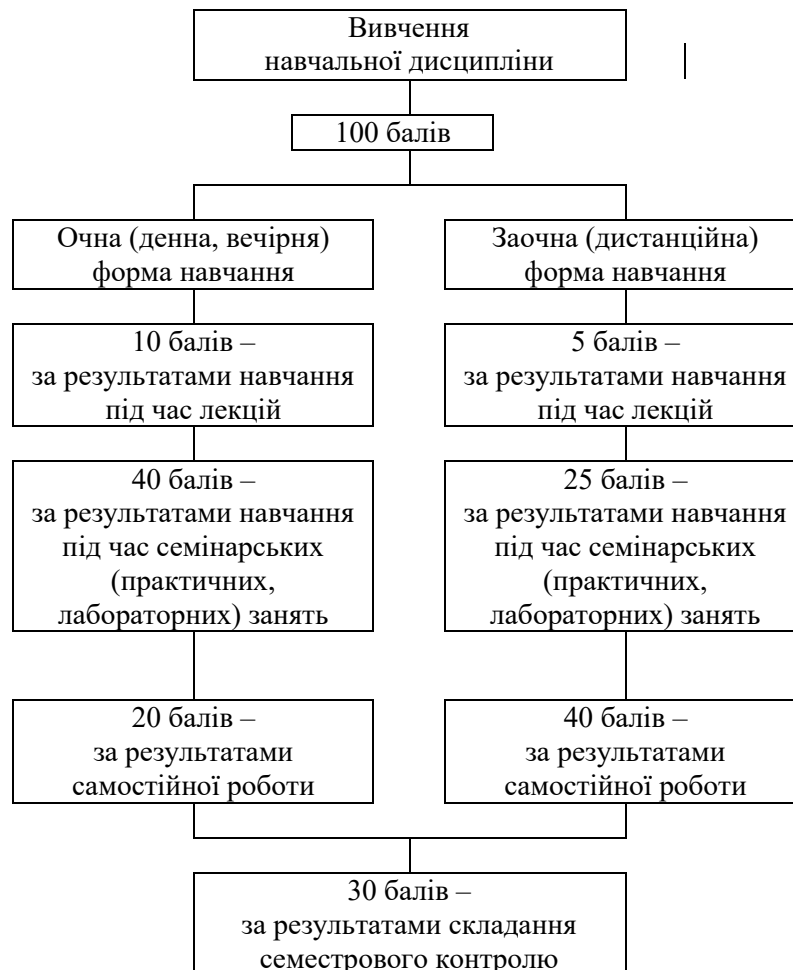 Вивчення
навчальної дисципліни
100 балів
Очна (денна, вечірня)
форма навчання
10 балів –
за результатами навчання
під час лекцій
40 балів –
за результатами навчання
під час семінарських
(практичних,
лабораторних) занять
20 балів –
за результатами
самостійної роботи
Заочна (дистанційна)
форма навчання
5 балів –
за результатами навчання
під час лекцій
25 балів –
за результатами навчання
під час семінарських
(практичних,
лабораторних) занять
40 балів –
за результатами
самостійної роботи
30 балів –
за результатами складання
семестрового контролю